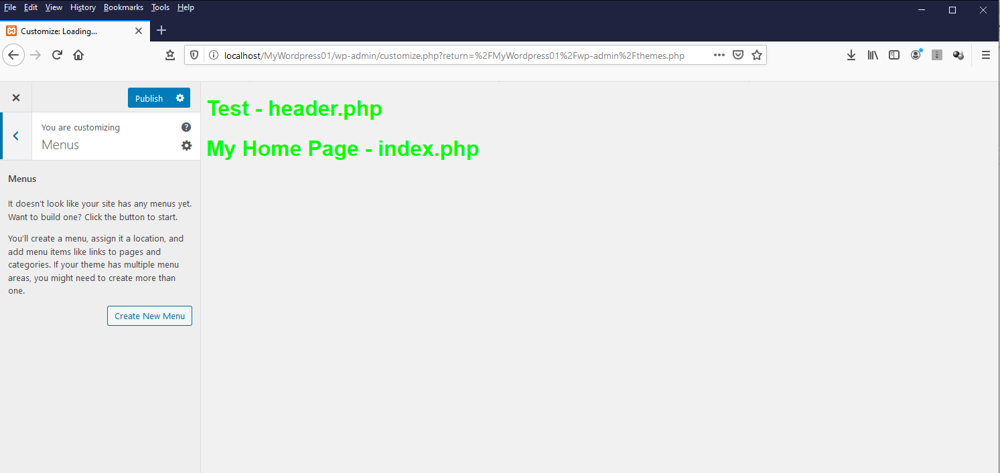 File Edit View History Bookmarks Tools Help
Customize: Loading...
localhost/MyWordpress01/wp-admin/customize.php?return=%2FMyWordpress01%2Fwp-admin%2Fthemes.php
Publish
You are customizing
Menus
Menus
It doesn't look like your site has any menus yet.
Want to build one? Click the button to start.
You'll create a menu, assign it a location, and
add menu items like links to pages and
categories. If your theme has multiple menu
areas, you might need to create more than
one.
Create New Menu
Test - header.php
My Home Page - index.php